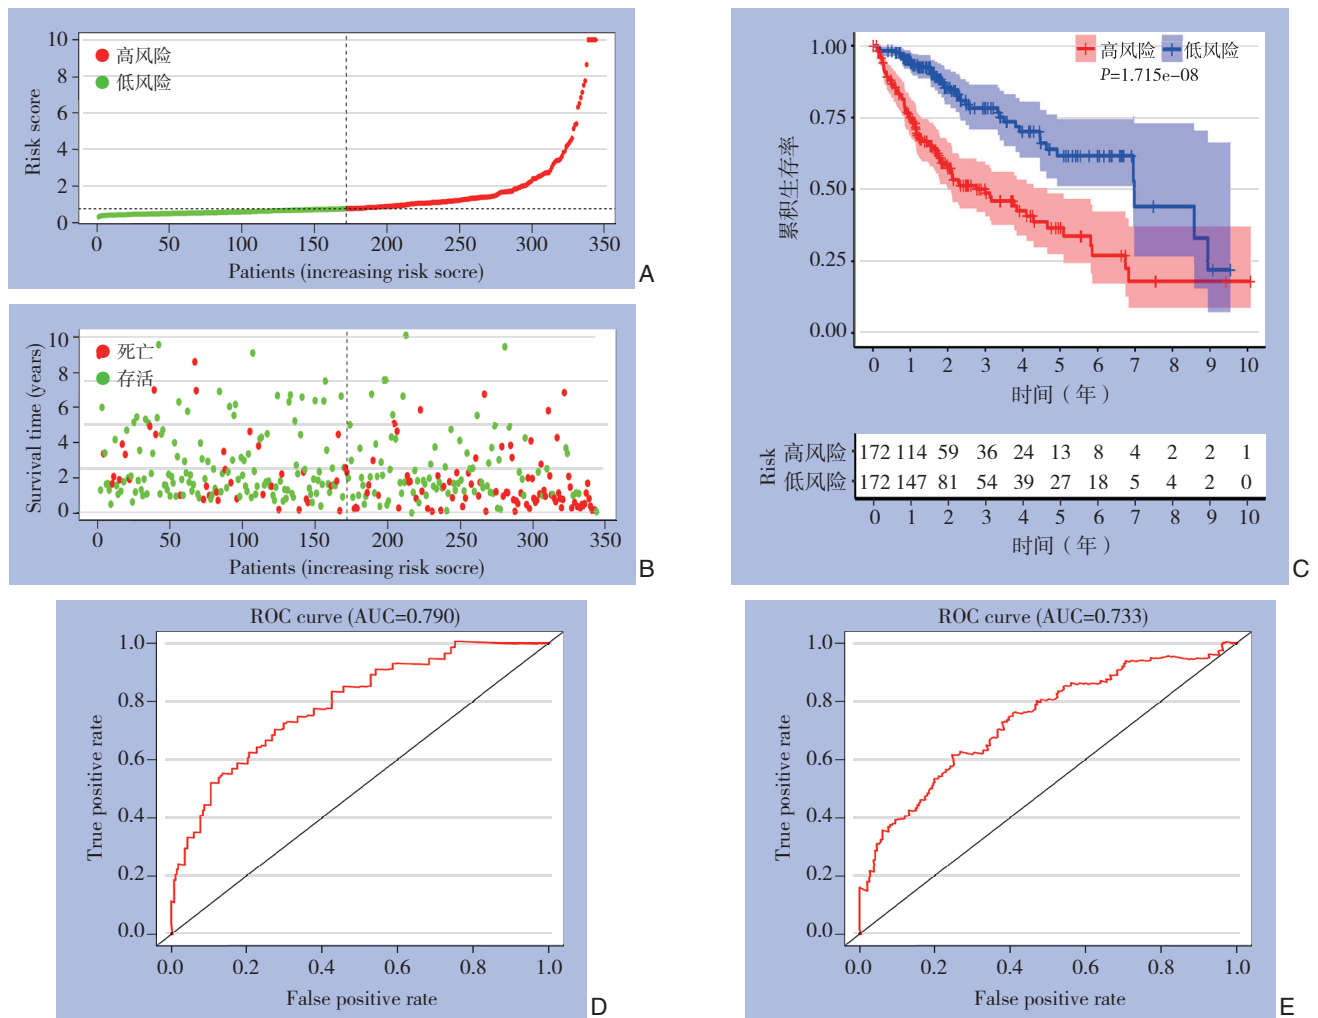 10
8
6
4
2
0
Risk score
高风险
低风险
0 50 100 150 200 250 300 350
Patients (increasing risk socre)
A
10
8
6
4
2
0
Survival time (years)
死亡
存活
0 50 100 150 200 250 300 350
Patients (increasing risk socre)
B
1.00
0.75
0.50
0.25
0.00
累积生存率
高风险 低风险
P=1.715e-08
0 1 2 3 4 5 6 7 8 9 10
时间（年）
Risk
高风险 172 114 59 36 24 13 8 4 2 2 1
低风险 172 147 81 54 39 27 18 5 4 2 0
0 1 2 3 4 5 6 7 8 9 10
时间（年）
C
ROC curve (AUC=0.790)
1.0
0.8
0.6
0.4
0.2
0.0
True positive rate
0.0 0.2 0.4 0.6 0.8 1.0
False positive rate
D
ROC curve (AUC=0.733)
1.0
0.8
0.6
0.4
0.2
0.0
True positive rate
0.0 0.2 0.4 0.6 0.8 1.0
False positive rate
E